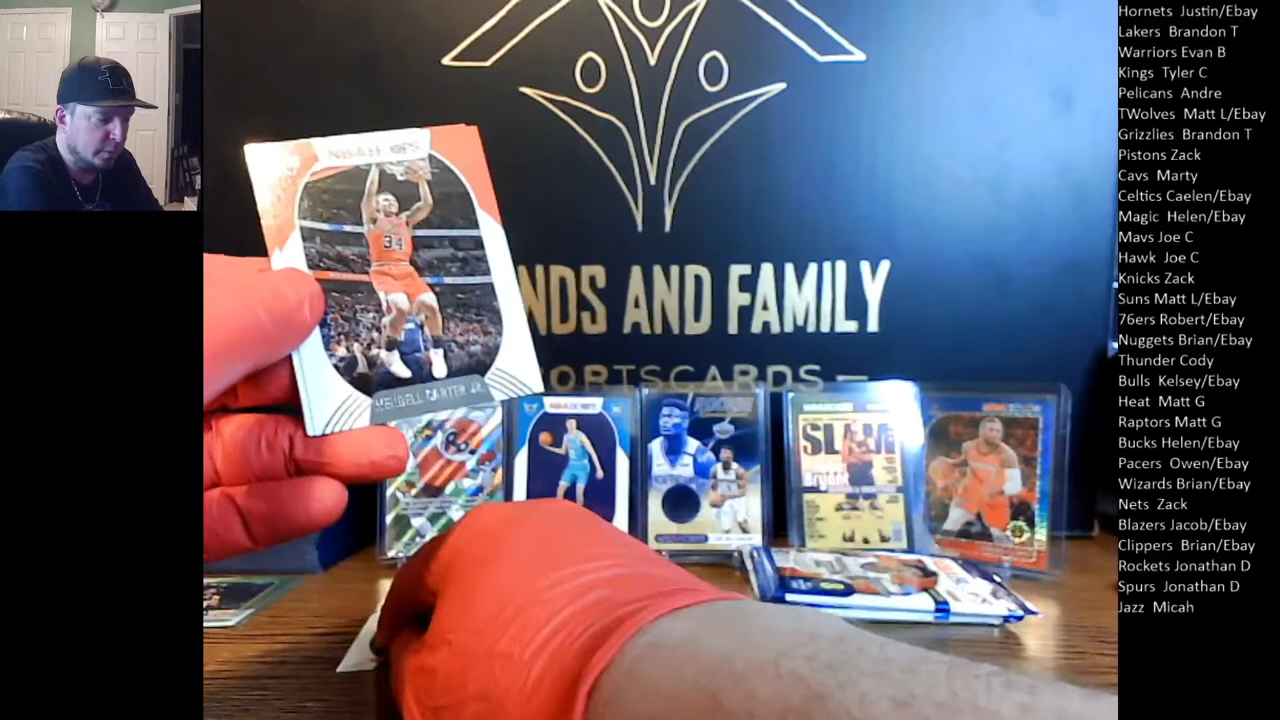 NBA HOOPS
34
WENDELL CARTER JR.
NDS AND FAMILY
ORTSCARDS
SLAM
Bryant
Hornets Justin/Ebay
Lakers Brandon T
Warriors Evan B
Kings Tyler C
Pelicans Andre
TWolves Matt L/Ebay
Grizzlies Brandon T
Pistons Zack
Cavs Marty
Celtics Caelen/Ebay
Magic Helen/Ebay
Mavs Joe C
Hawk Joe C
Knicks Zack
Suns Matt L/Ebay
76ers Robert/Ebay
Nuggets Brian/Ebay
Thunder Cody
Bulls Kelsey/Ebay
Heat Matt G
Raptors Matt G
Bucks Helen/Ebay
Pacers Owen/Ebay
Wizards Brian/Ebay
Nets Zack
Blazers Jacob/Ebay
Clippers Brian/Ebay
Rockets Jonathan D
Spurs Jonathan D
Jazz Micah